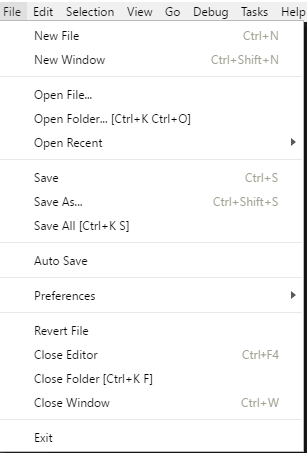 File Edit Selection View Go Debug Tasks Help
New File Ctrl+N
New Window Ctrl+Shift+N
Open File...
Open Folder... [Ctrl+K Ctrl+O]
Open Recent
Save Ctrl+S
Save As... Ctrl+Shift+S
Save All [Ctrl+K S]
Auto Save
Preferences
Revert File
Close Editor Ctrl+F4
Close Folder [Ctrl+K F]
Close Window Ctrl+W
Exit